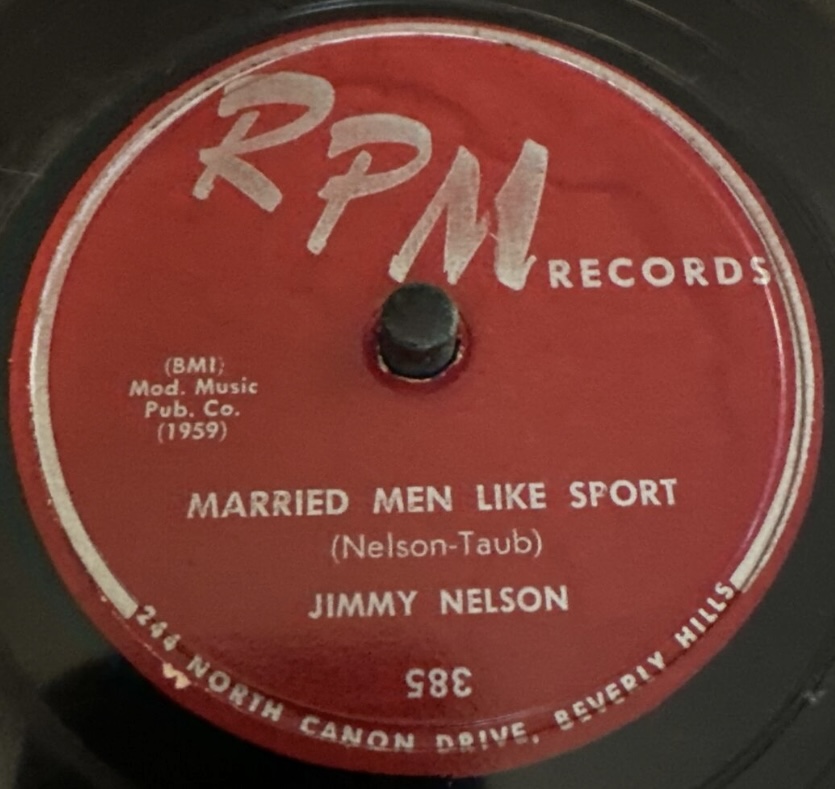 RPM
RECORDS
(BMI)
Mod. Music
Pub. Co.
(1959)
MARRIED MEN LIKE SPORT
(Nelson-Taub)
JIMMY NELSON
385
244 NORTH CANON DRIVE, BEVERLY HILLS